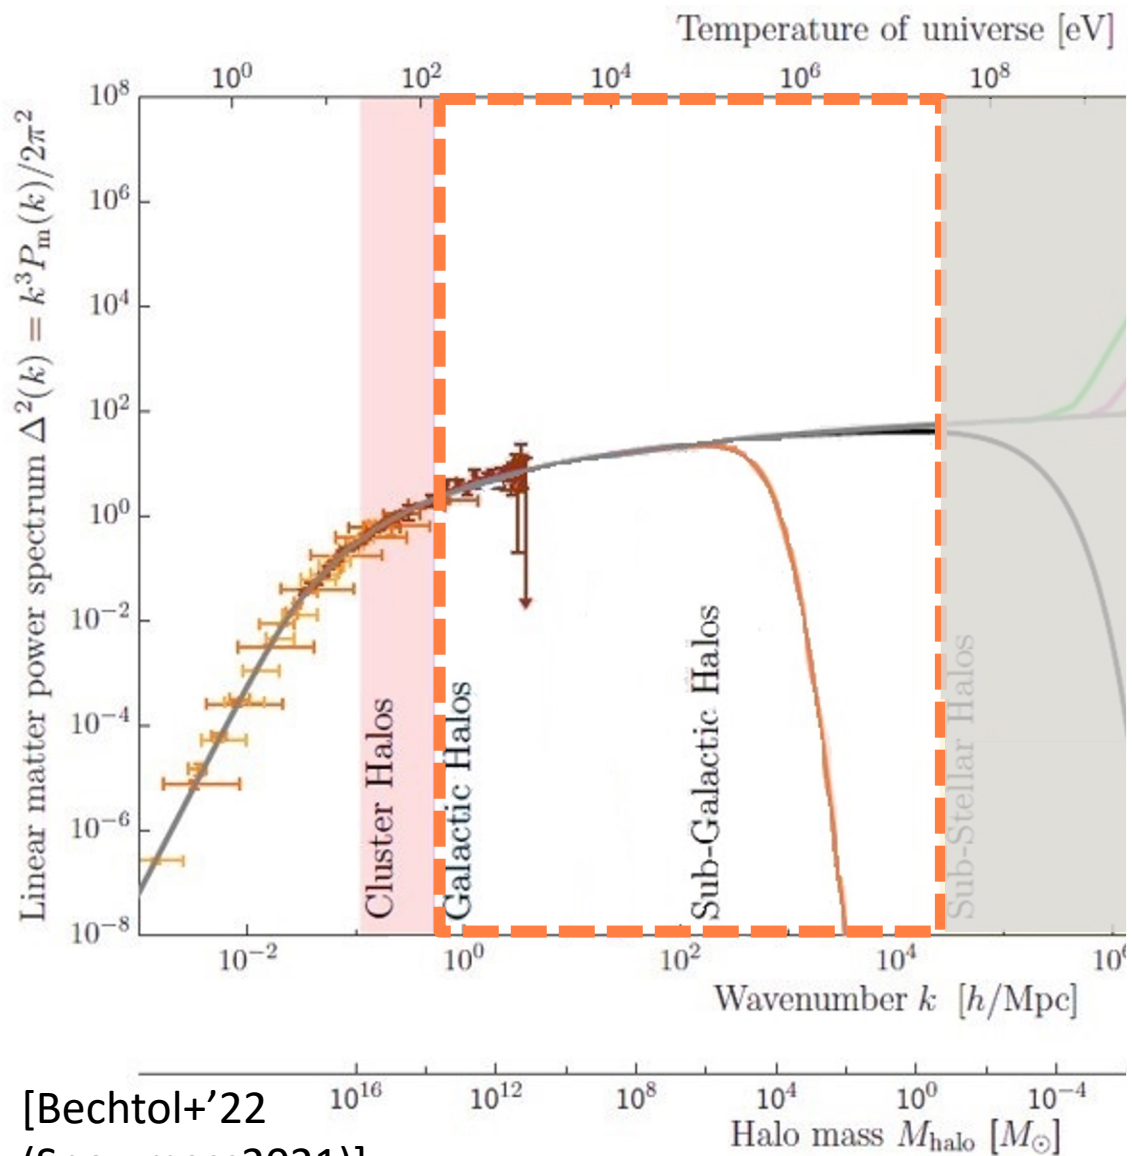 Temperature of universe [eV]
10^0 10^2 10^4 10^6 10^8
Linear matter power spectrum Δ^2(k) = k^3 P_m(k)/2π^2
10^8
10^6
10^4
10^2
10^0
10^−2
10^−4
10^−6
10^−8
Cluster Halos
Galactic Halos
Sub-Galactic Halos
Sub-Stellar Halos
10^−2 10^0 10^2 10^4 10^6
Wavenumber k [h/Mpc]
10^16 10^12 10^8 10^4 10^0 10^−4
Halo mass M_halo [M_⊙]
[Bechtol+’22